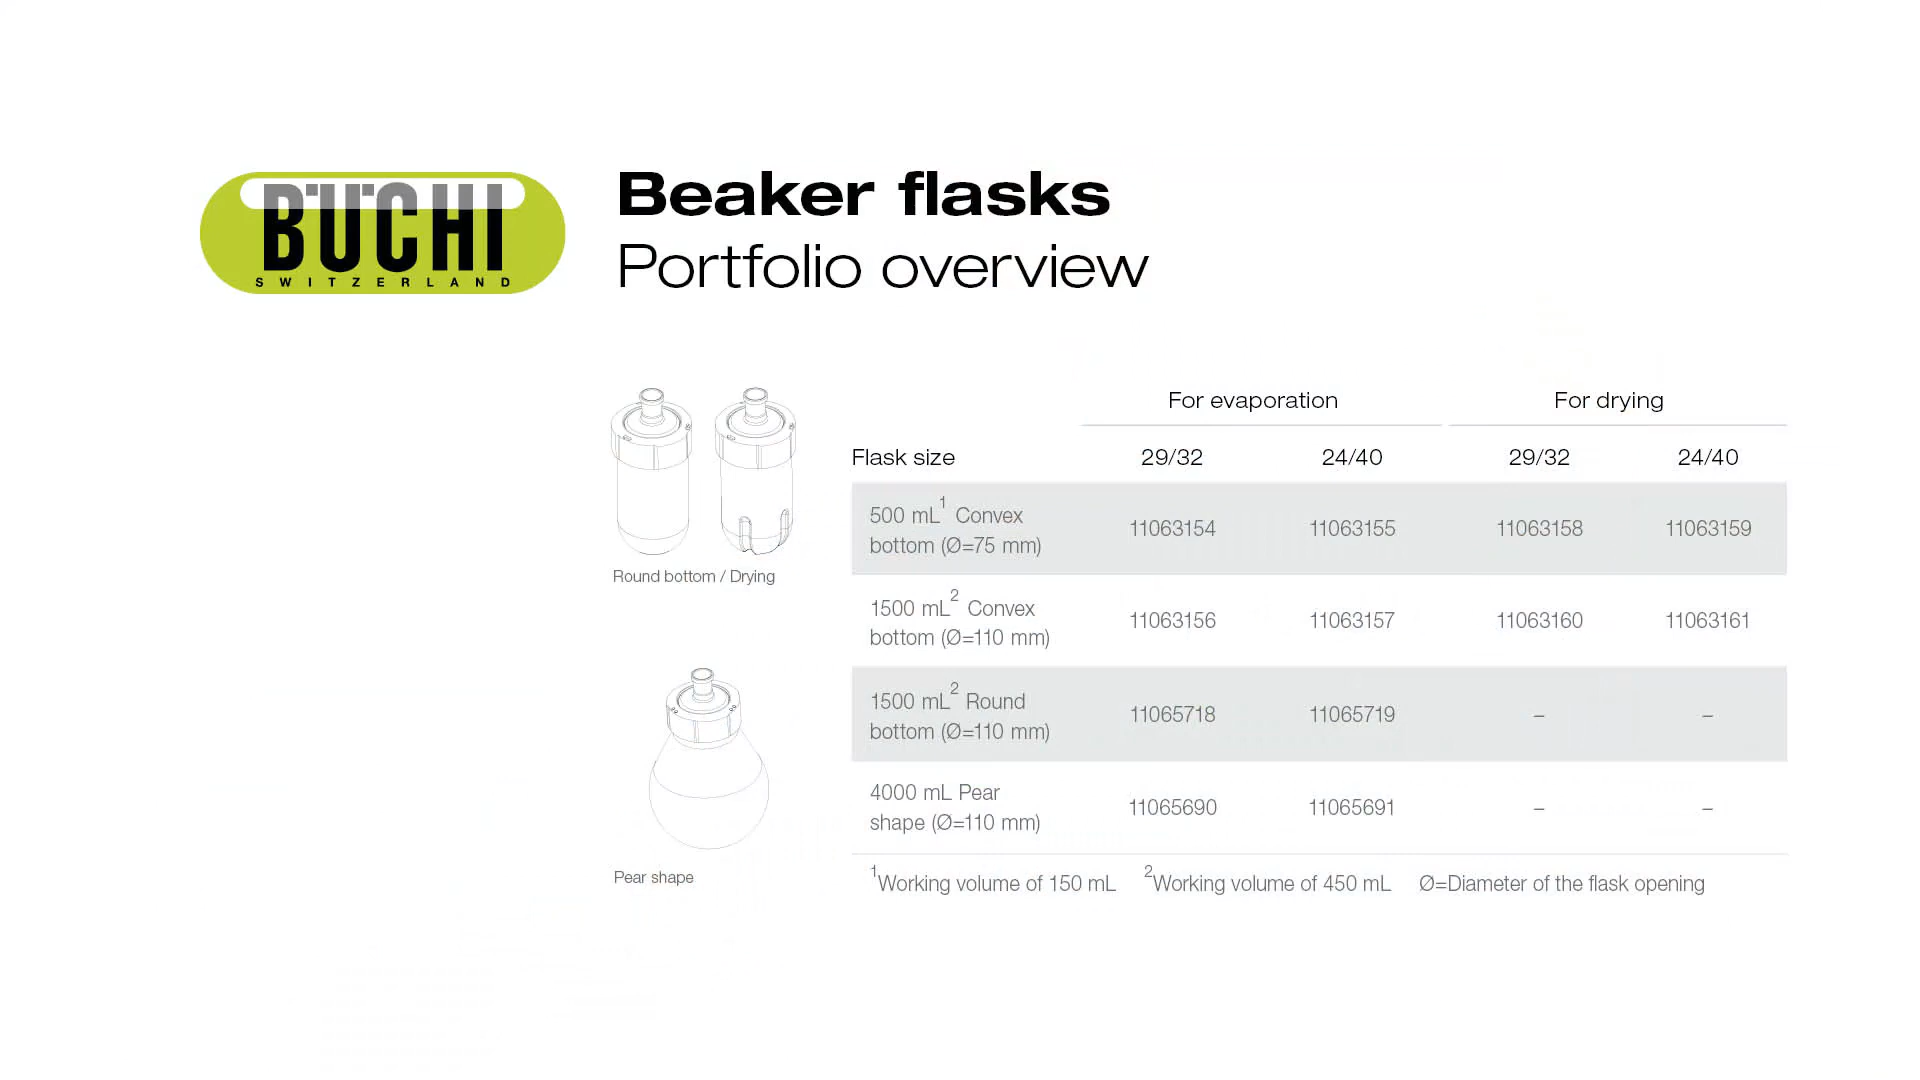 BÜCHI
SWITZERLAND
Beaker flasks
Portfolio overview
For evaporation For drying
Flask size 29/32 24/40 29/32 24/40
500 mL¹ Convex
bottom (Ø=75 mm) 11063154 11063155 11063158 11063159
1500 mL² Convex
bottom (Ø=110 mm) 11063156 11063157 11063160 11063161
1500 mL² Round
bottom (Ø=110 mm) 11065718 11065719 – –
4000 mL Pear
shape (Ø=110 mm) 11065690 11065691 – –
¹Working volume of 150 mL ²Working volume of 450 mL Ø=Diameter of the flask opening
Round bottom / Drying
Pear shape